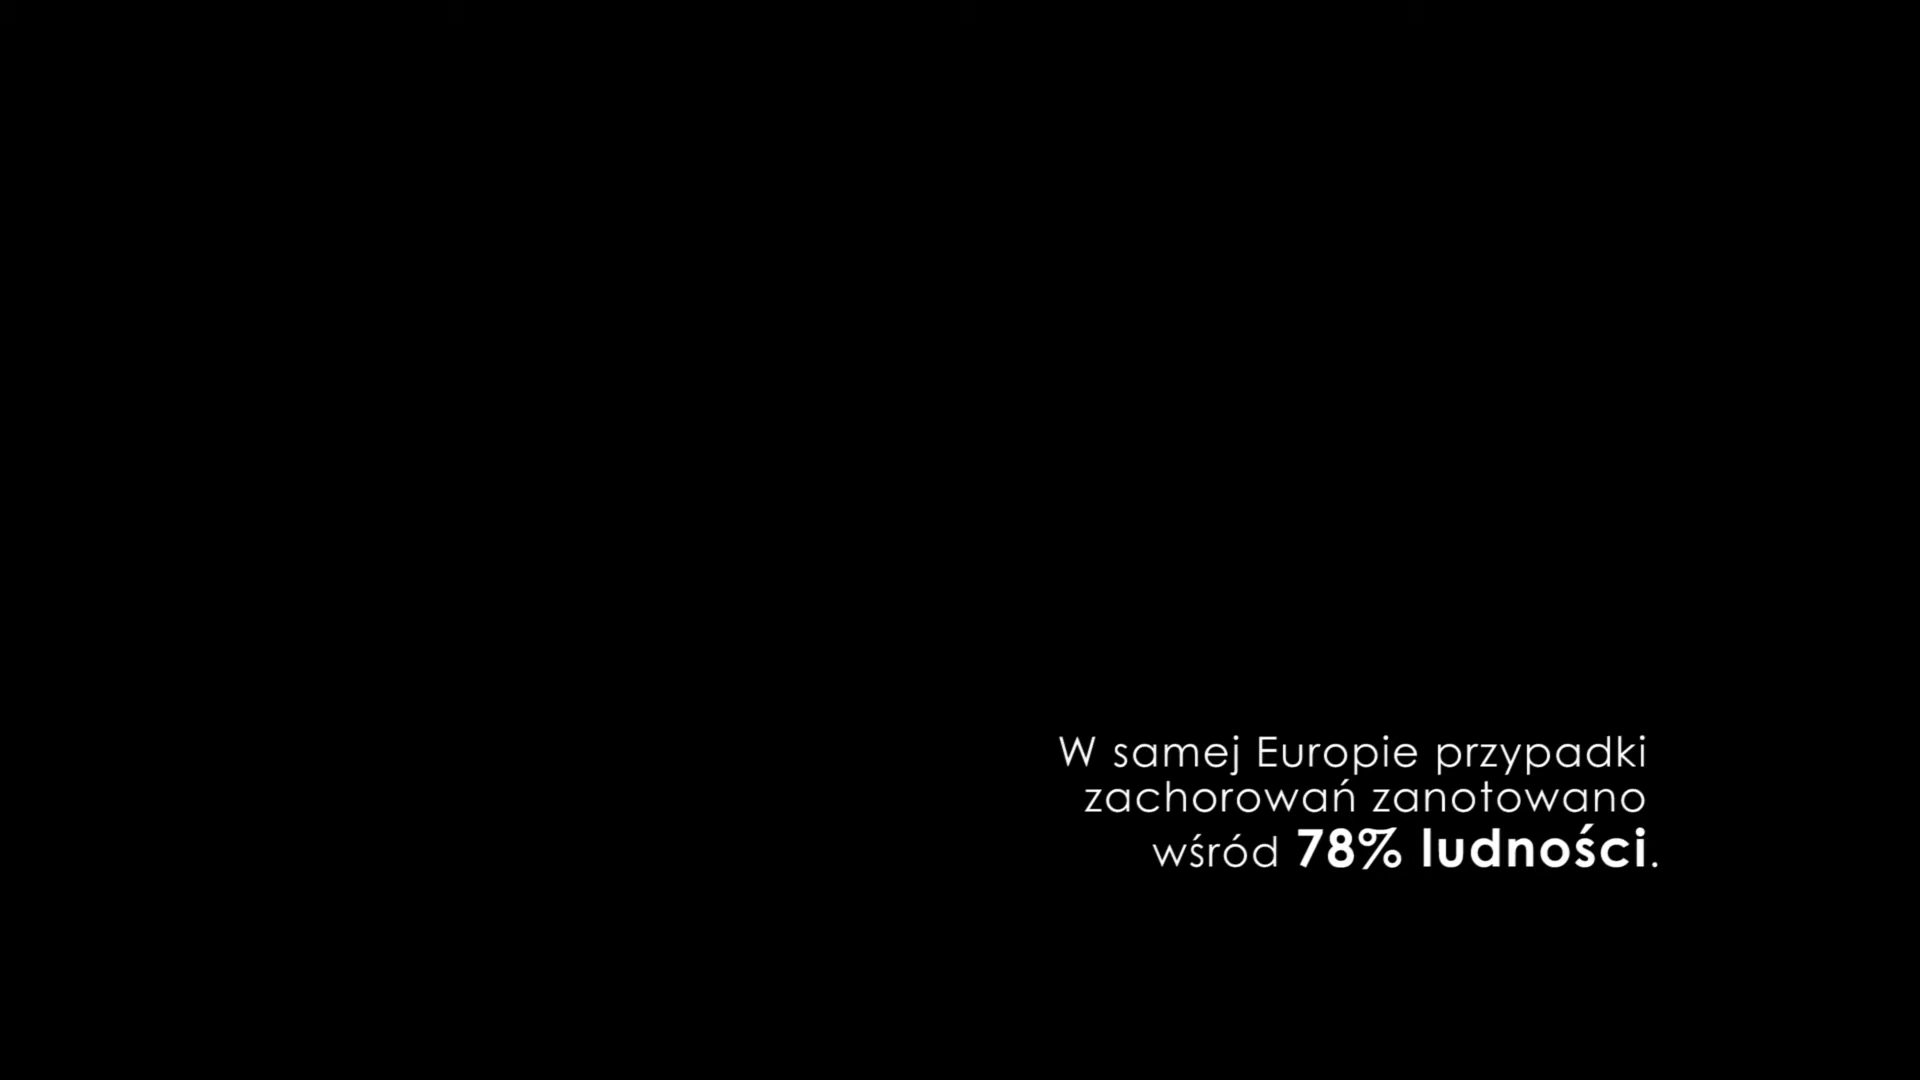 W samej Europie przypadki
zachorowań zanotowano
wśród 78% ludności.